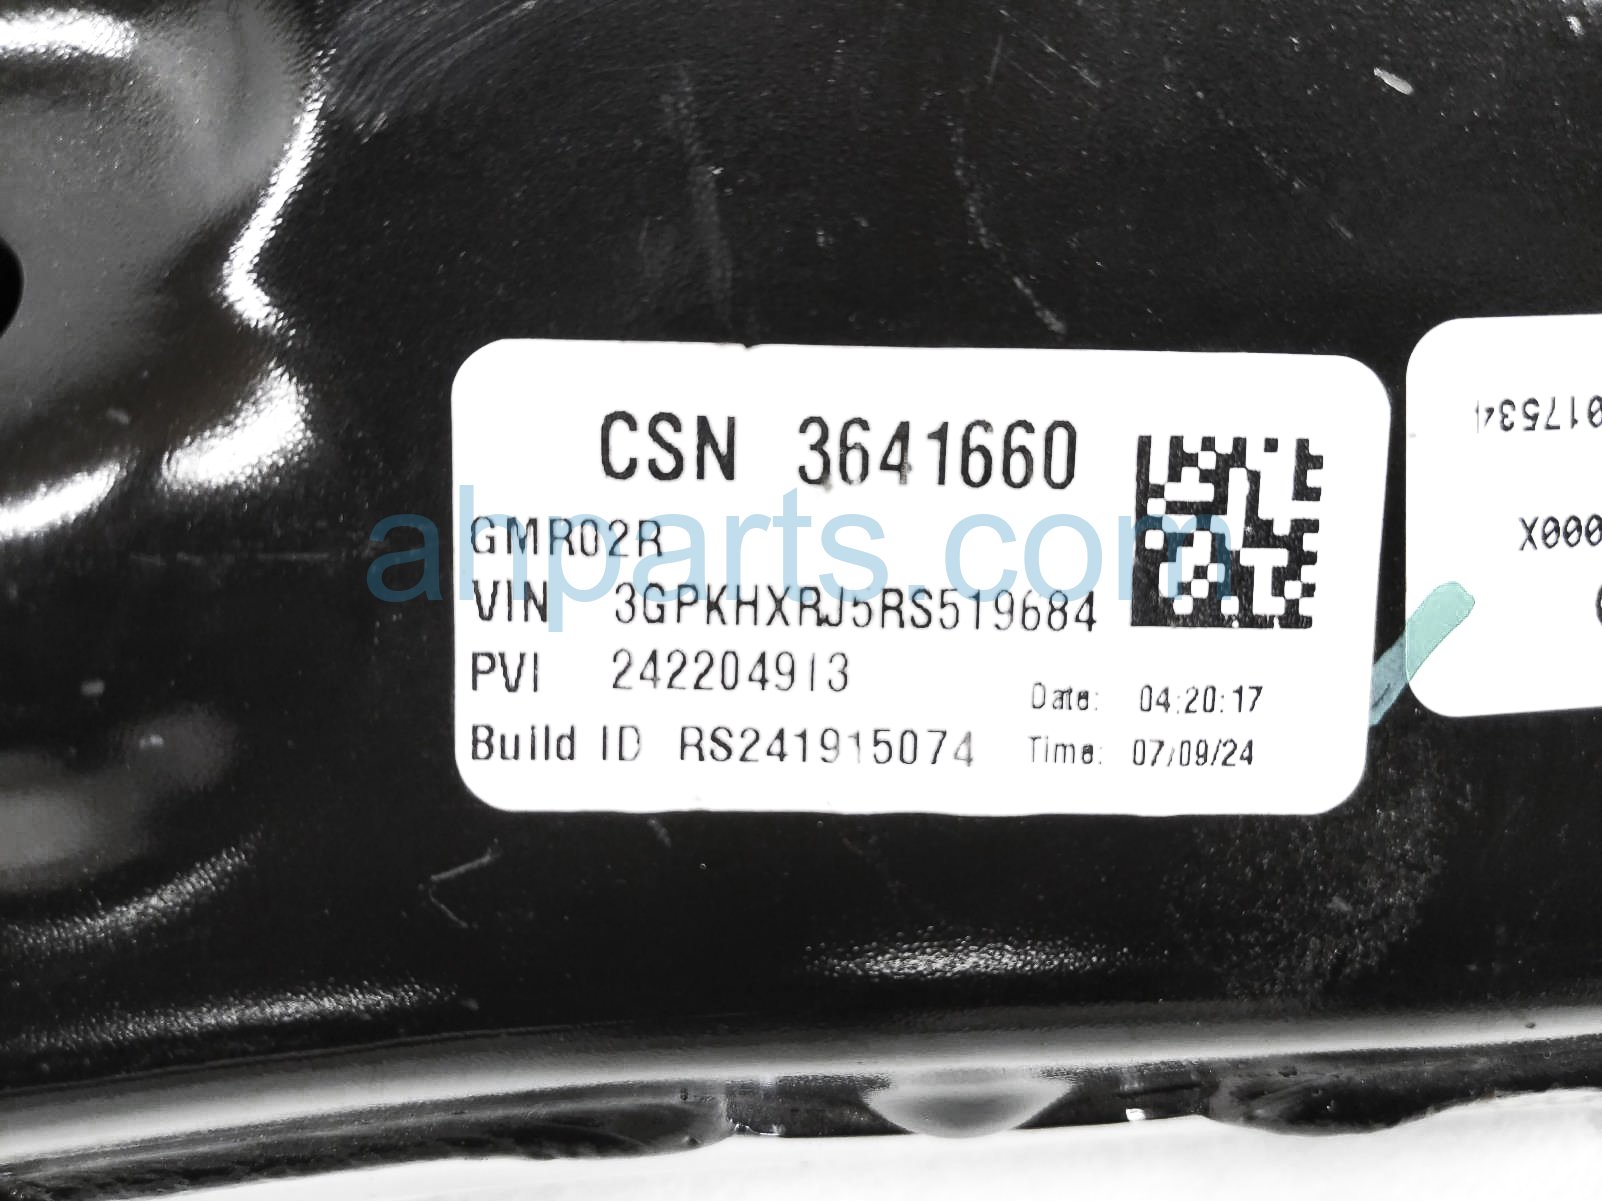 CSN 3641660
GMR02R
VIN 3GPKHXRJ5RS519684
PVI 242204913
Date: 04:20:17
Build ID RS241915074
Time: 07/09/24
ahparts.com
017534
X000